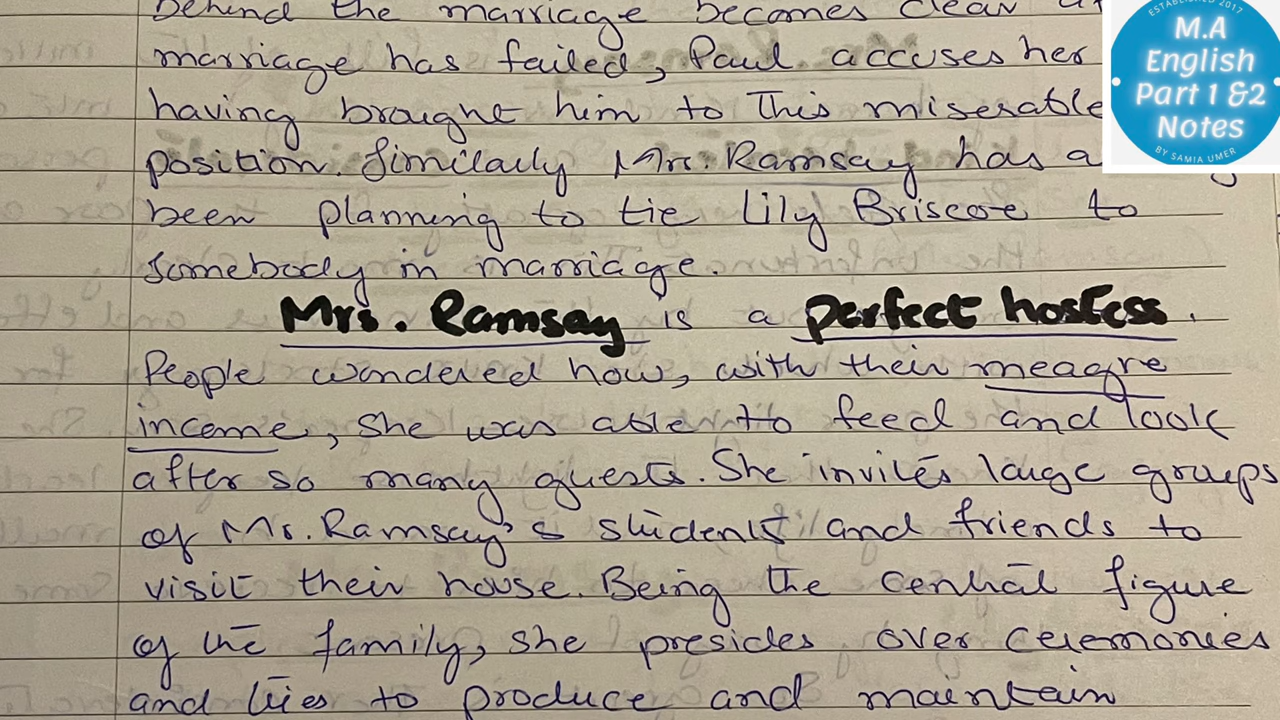 behind the marriage becomes clear
marriage has failed, Paul accuses her
having brought him to this miserable
position. Similarly Mrs. Ramsay has a
been planning to tie Lily Briscoe to
somebody in marriage.
Mrs. Ramsay is a perfect hostess.
People wondered how, with their meagre
income, she was able to feed and look
after so many guests. She invites large groups
of Mr. Ramsay's students and friends to
visit their house. Being the central figure
of the family, she presides over ceremonies
and tries to produce and maintain
ESTABLISHED 2017
M.A
English
Part 1 &2
Notes
BY SAMIA UMER